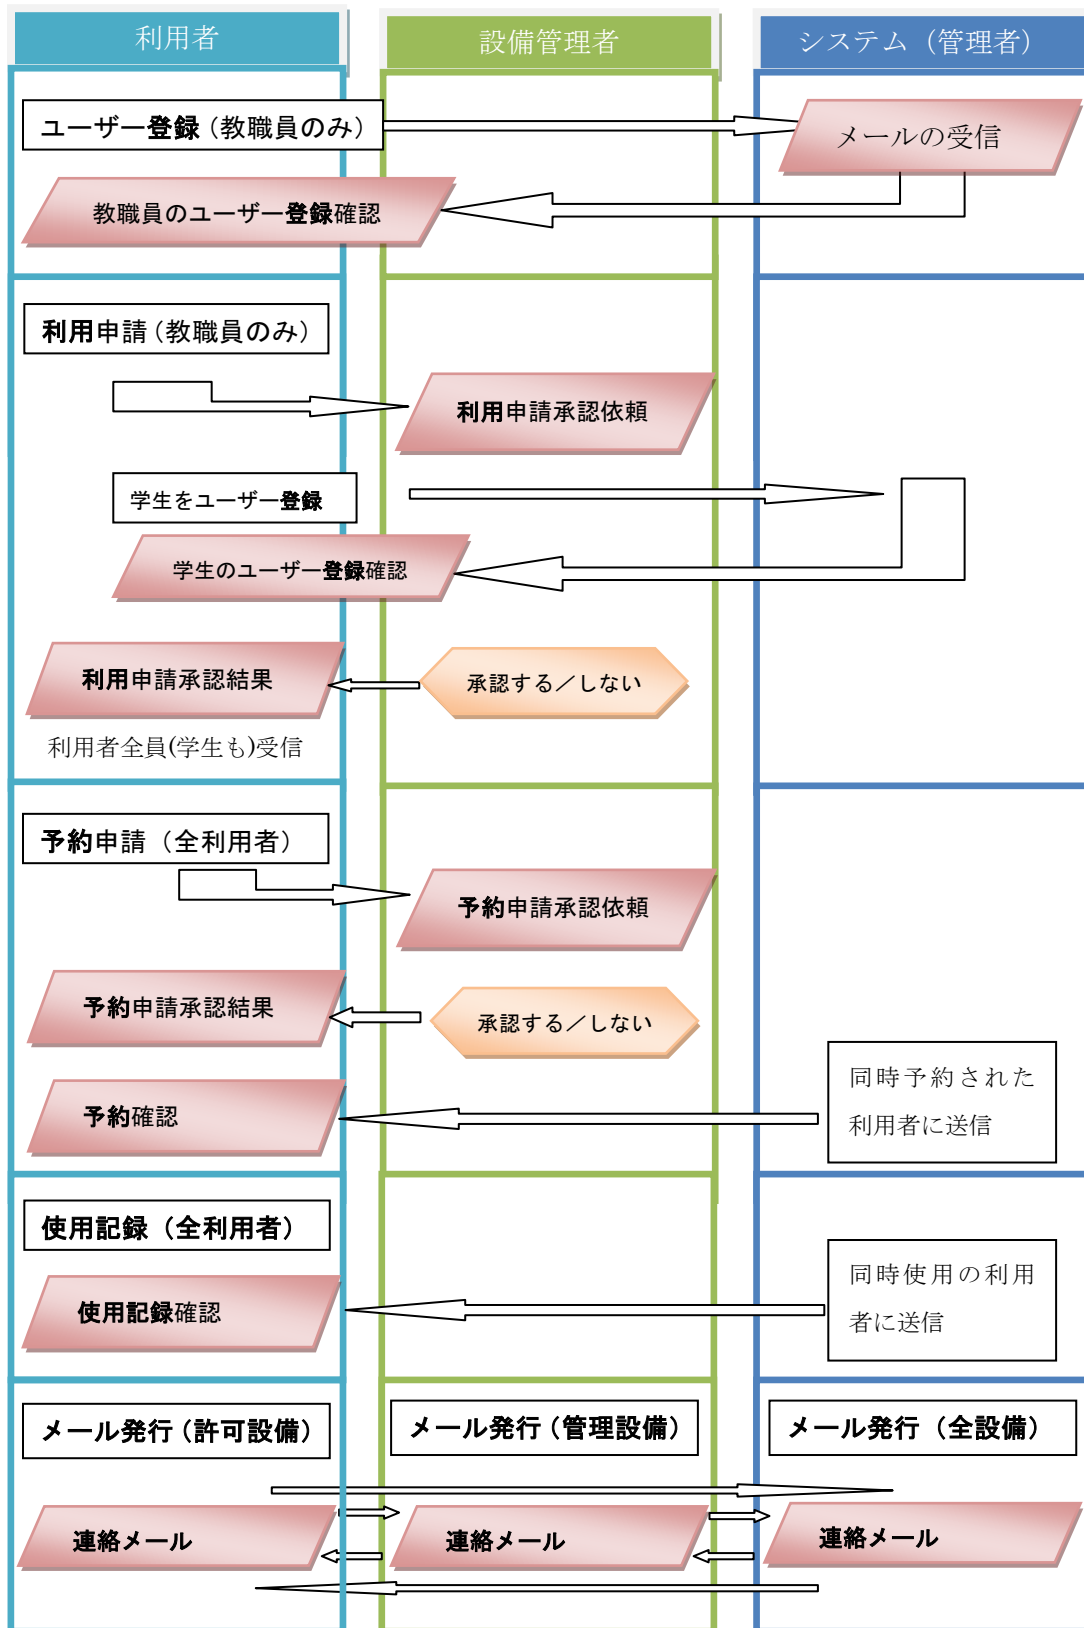 利用者
設備管理者
システム（管理者）
ユーザー登録（教職員のみ）
メールの受信
教職員のユーザー登録確認
利用申請（教職員のみ）
利用申請承認依頼
学生をユーザー登録
学生のユーザー登録確認
利用申請承認結果
承認する／しない
利用者全員(学生も)受信
予約申請（全利用者）
予約申請承認依頼
予約申請承認結果
承認する／しない
同時予約された
利用者に送信
予約確認
使用記録（全利用者）
同時使用の利用
者に送信
使用記録確認
メール発行（許可設備）
メール発行（管理設備）
メール発行（全設備）
連絡メール
連絡メール
連絡メール